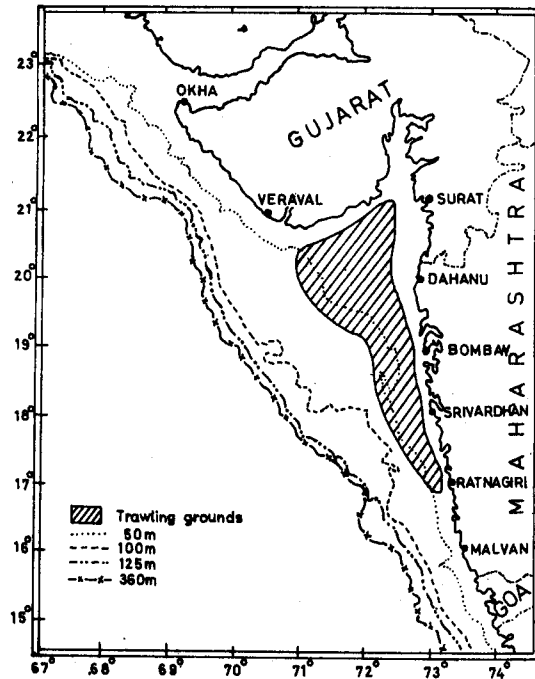 23°
22°
21°
20°
19°
18°
17°
16°
15°
OKHA
GUJARAT
VERAVAL
SURAT
DAHANU
BOMBAY
SRIVARDHAN
RATNAGIRI
MALVAN
GOA
MAHARASHTRA
Trawling grounds
50m
100m
125m
360m
67° 68° 69° 70° 71° 72° 73° 74°